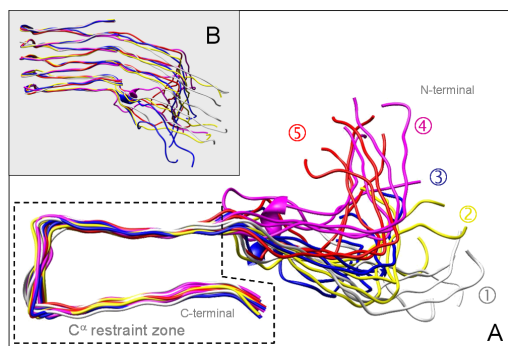 B
N-terminal
④
⑤
③
②
①
C-terminal
Cα restraint zone
A